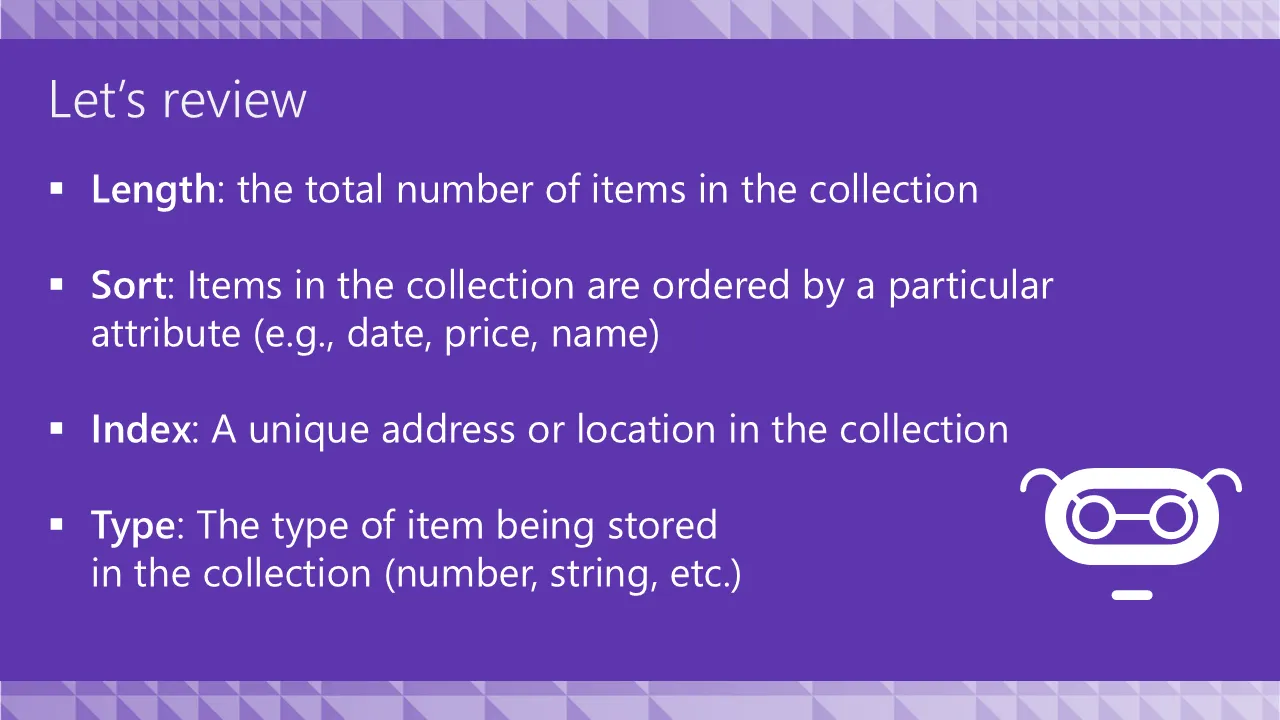 Let’s review
▪ Length: the total number of items in the collection
▪ Sort: Items in the collection are ordered by a particular
attribute (e.g., date, price, name)
▪ Index: A unique address or location in the collection
▪ Type: The type of item being stored
in the collection (number, string, etc.)